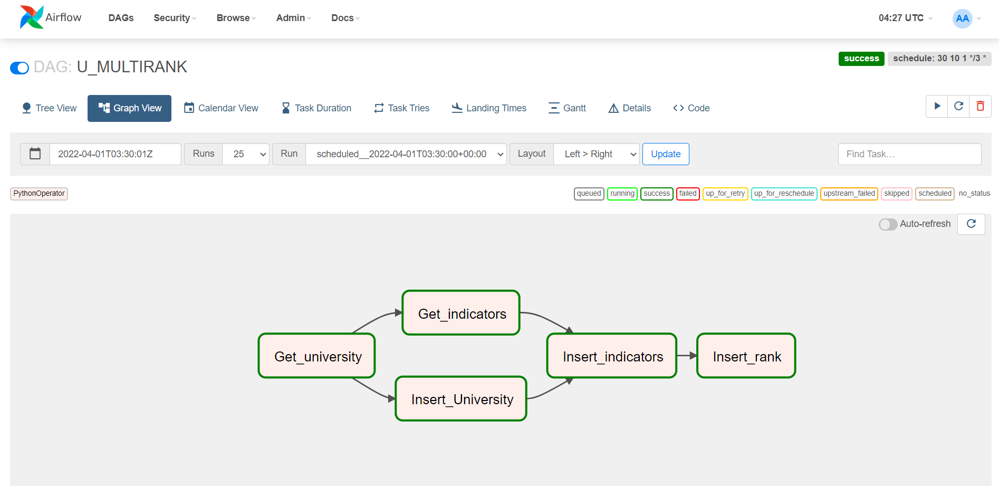 Airflow DAGs Security Browse Admin Docs 04:27 UTC AA
success schedule: 30 10 1 */3 *
DAG: U_MULTIRANK
Tree View Graph View Calendar View Task Duration Task Tries Landing Times Gantt Details Code
2022-04-01T03:30:01Z Runs 25 Run scheduled__2022-04-01T03:30:00+00:00 Layout Left > Right Update Find Task…
PythonOperator queued running success failed up_for_retry up_for_reschedule upstream_failed skipped scheduled no_status
Auto-refresh
Get_indicators
Get_university Insert_indicators Insert_rank
Insert_University